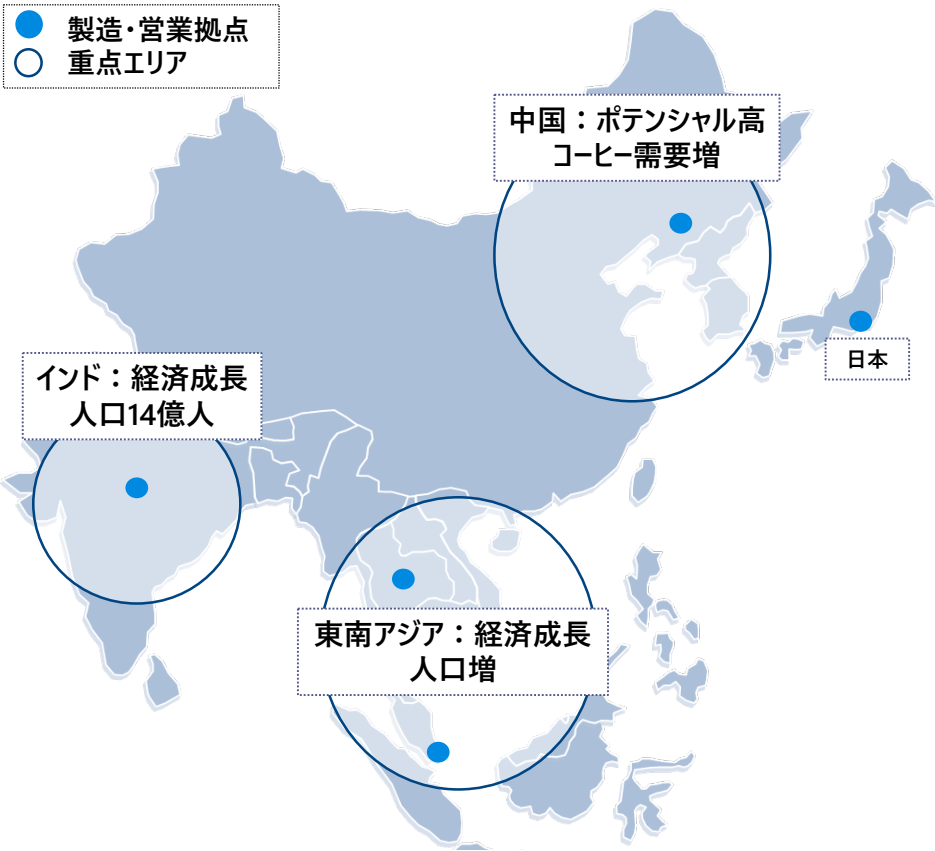 製造・営業拠点
重点エリア
中国：ポテンシャル高
コーヒー需要増
日本
インド：経済成長
人口14億人
東南アジア：経済成長
人口増